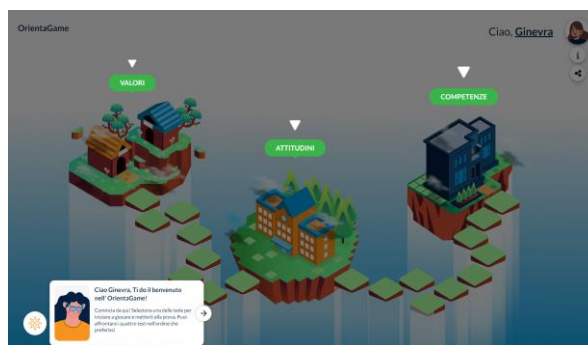 OrientaGame
Ciao, Ginevra
VALORI
COMPETENZE
ATTITUDINI
Ciao Ginevra, Ti do il benvenuto
nell' OrientaGame!
Comincia da qui! Seleziona una delle isole per
iniziare a giocare e metterti alla prova. Puoi
affrontare i quattro test nell'ordine che
preferisci!